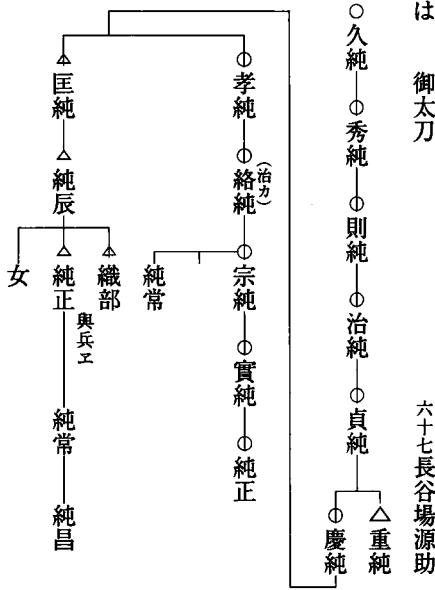 は　御太刀　六十七長谷場源助
久純　秀純　則純　治純　貞純
重純
慶純
孝純　絡純　宗純　實純　純正
(治カ)
純常
匡純　純辰
織部
純正　純常　純昌
與兵ヱ
女